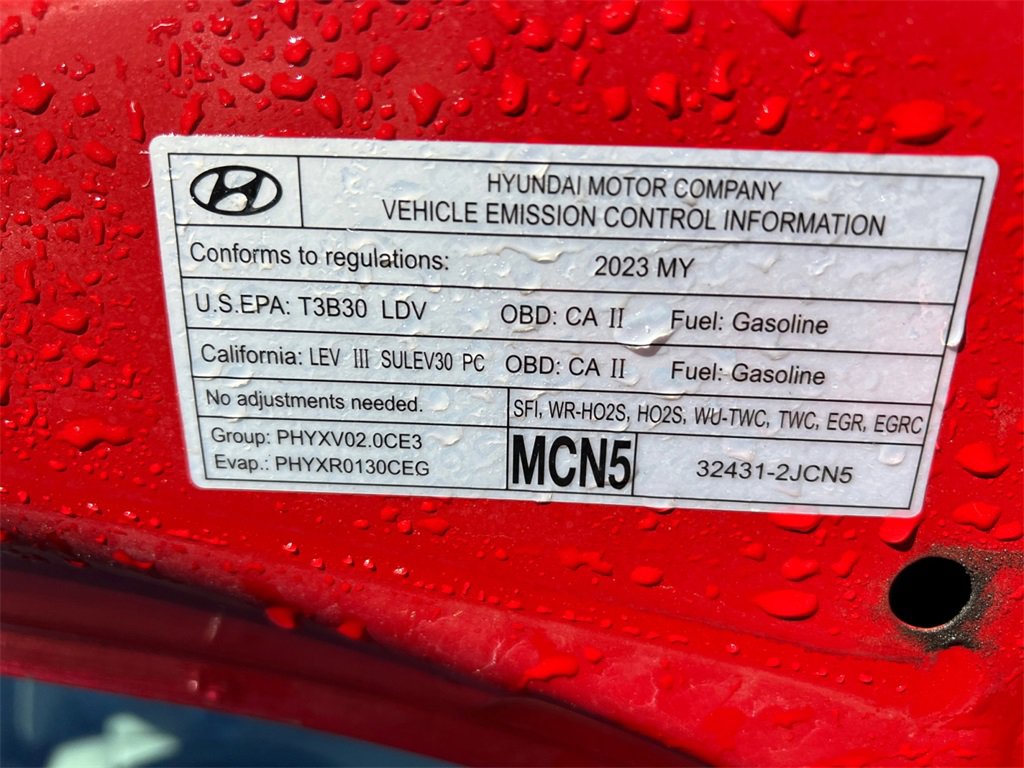 HYUNDAI MOTOR COMPANY
VEHICLE EMISSION CONTROL INFORMATION
Conforms to regulations: 2023 MY
U.S.EPA: T3B30 LDV OBD: CA II Fuel: Gasoline
California: LEV III SULEV30 PC OBD: CA II Fuel: Gasoline
No adjustments needed.
SFI, WR-HO2S, HO2S, WU-TWC, TWC, EGR, EGRC
Group: PHYXV02.0CE3
Evap.: PHYXR0130CEG
MCN5
32431-2JCN5